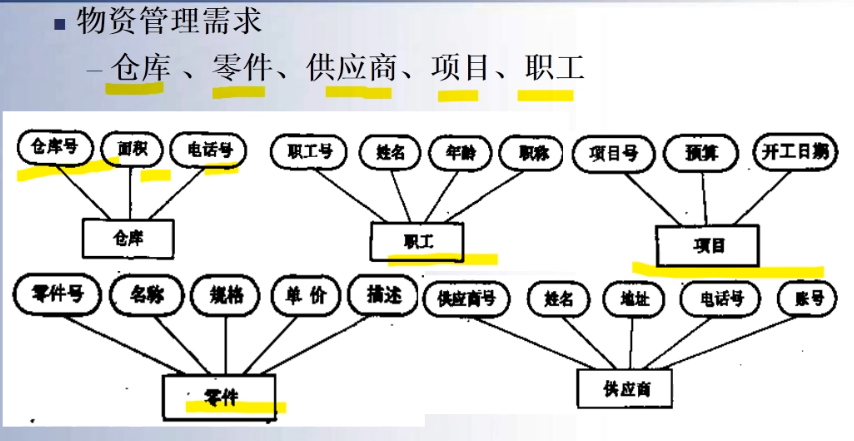 物资管理需求
– 仓库 、零件、供应商、项目、职工
仓库号 面积 电话号 职工号 姓名 年龄 职称 项目号 预算 开工日期
仓库 职工 项目
零件号 名称 规格 单价 描述 供应商号 姓名 地址 电话号 账号
零件 供应商